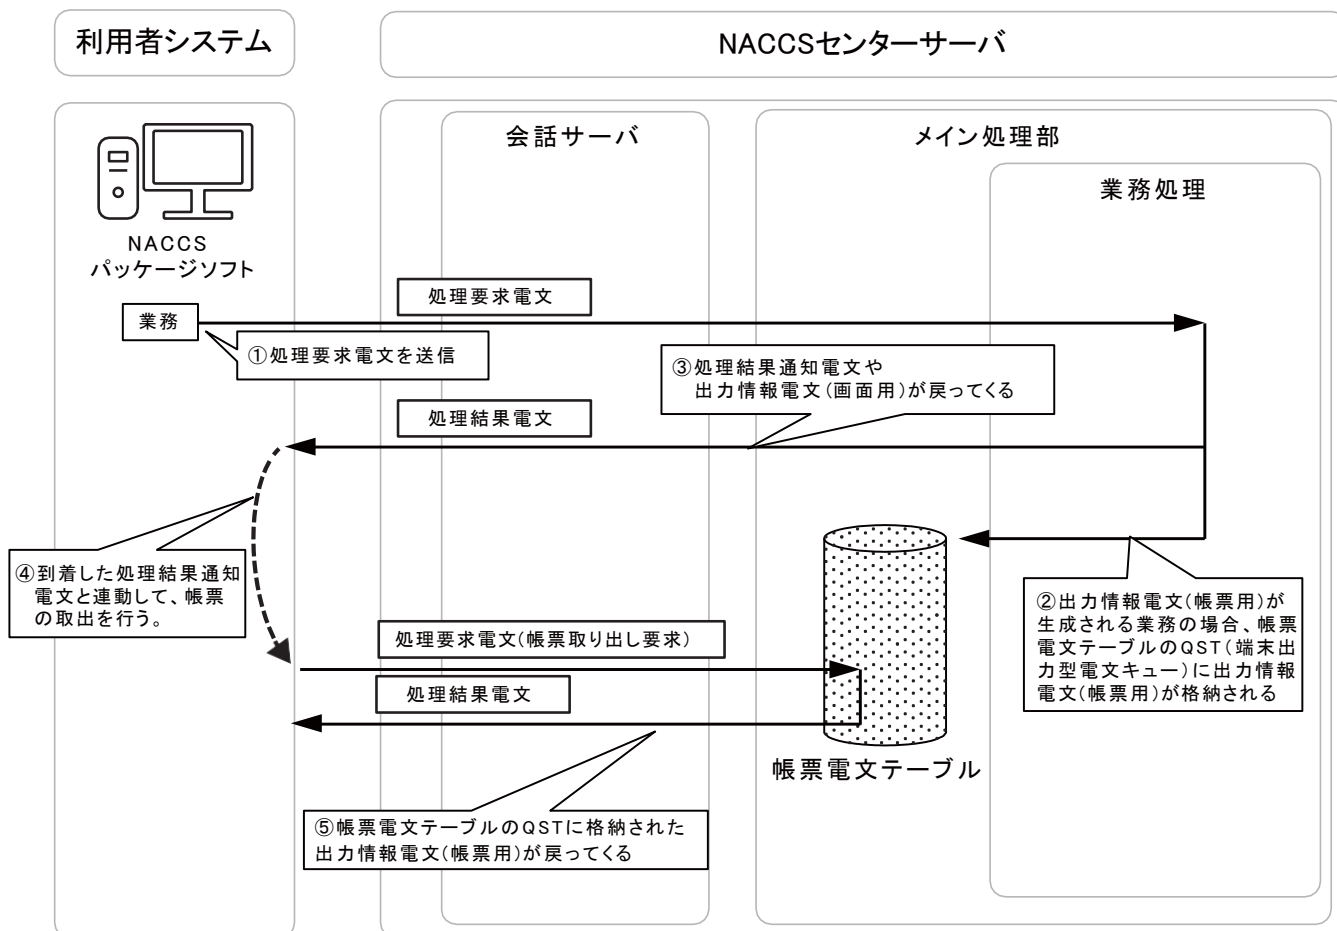 利用者システム
NACCSセンターサーバ
会話サーバ
メイン処理部
業務処理
NACCS
パッケージソフト
業務
処理要求電文
①処理要求電文を送信
③処理結果通知電文や
出力情報電文(画面用)が戻ってくる
処理結果電文
④到着した処理結果通知
電文と連動して、帳票
の取出を行う。
②出力情報電文(帳票用)が
生成される業務の場合、帳票
電文テーブルのQST(端末出
力型電文キュー)に出力情報
電文(帳票用)が格納される
処理要求電文(帳票取り出し要求)
処理結果電文
帳票電文テーブル
⑤帳票電文テーブルのQSTに格納された
出力情報電文(帳票用)が戻ってくる